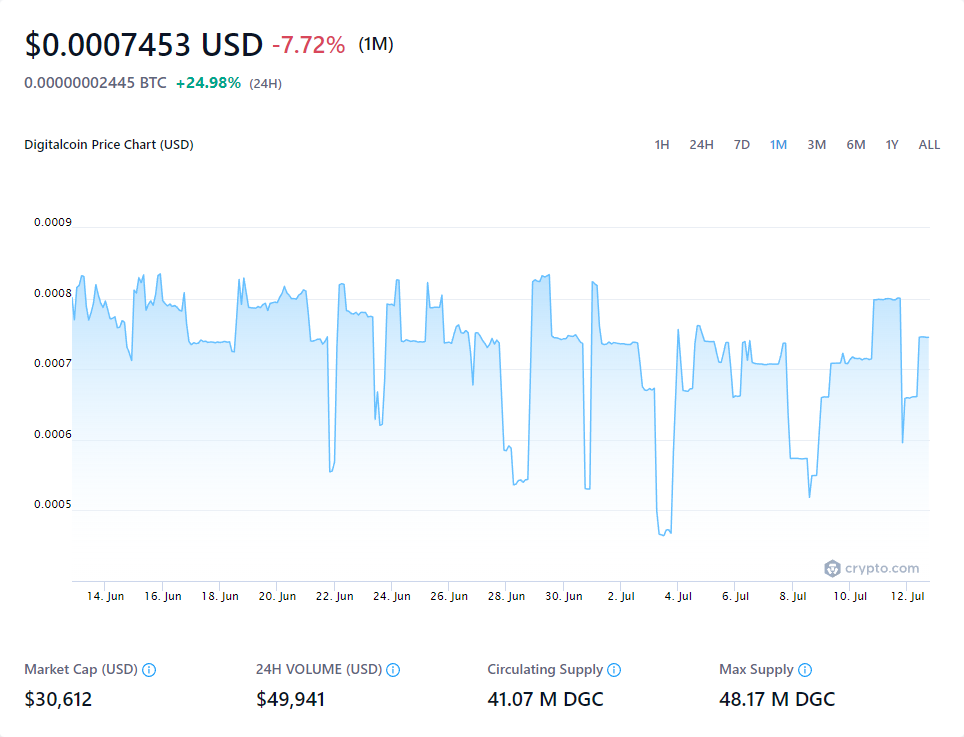 $0.0007453 USD -7.72% (1M)
0.00000002445 BTC +24.98% (24H)
Digitalcoin Price Chart (USD)
1H 24H 7D 1M 3M 6M 1Y ALL
0.0009
0.0008
0.0007
0.0006
0.0005
crypto.com
14. Jun 16. Jun 18. Jun 20. Jun 22. Jun 24. Jun 26. Jun 28. Jun 30. Jun 2. Jul 4. Jul 6. Jul 8. Jul 10. Jul 12. Jul
Market Cap (USD) 24H VOLUME (USD) Circulating Supply Max Supply
$30,612 $49,941 41.07 M DGC 48.17 M DGC